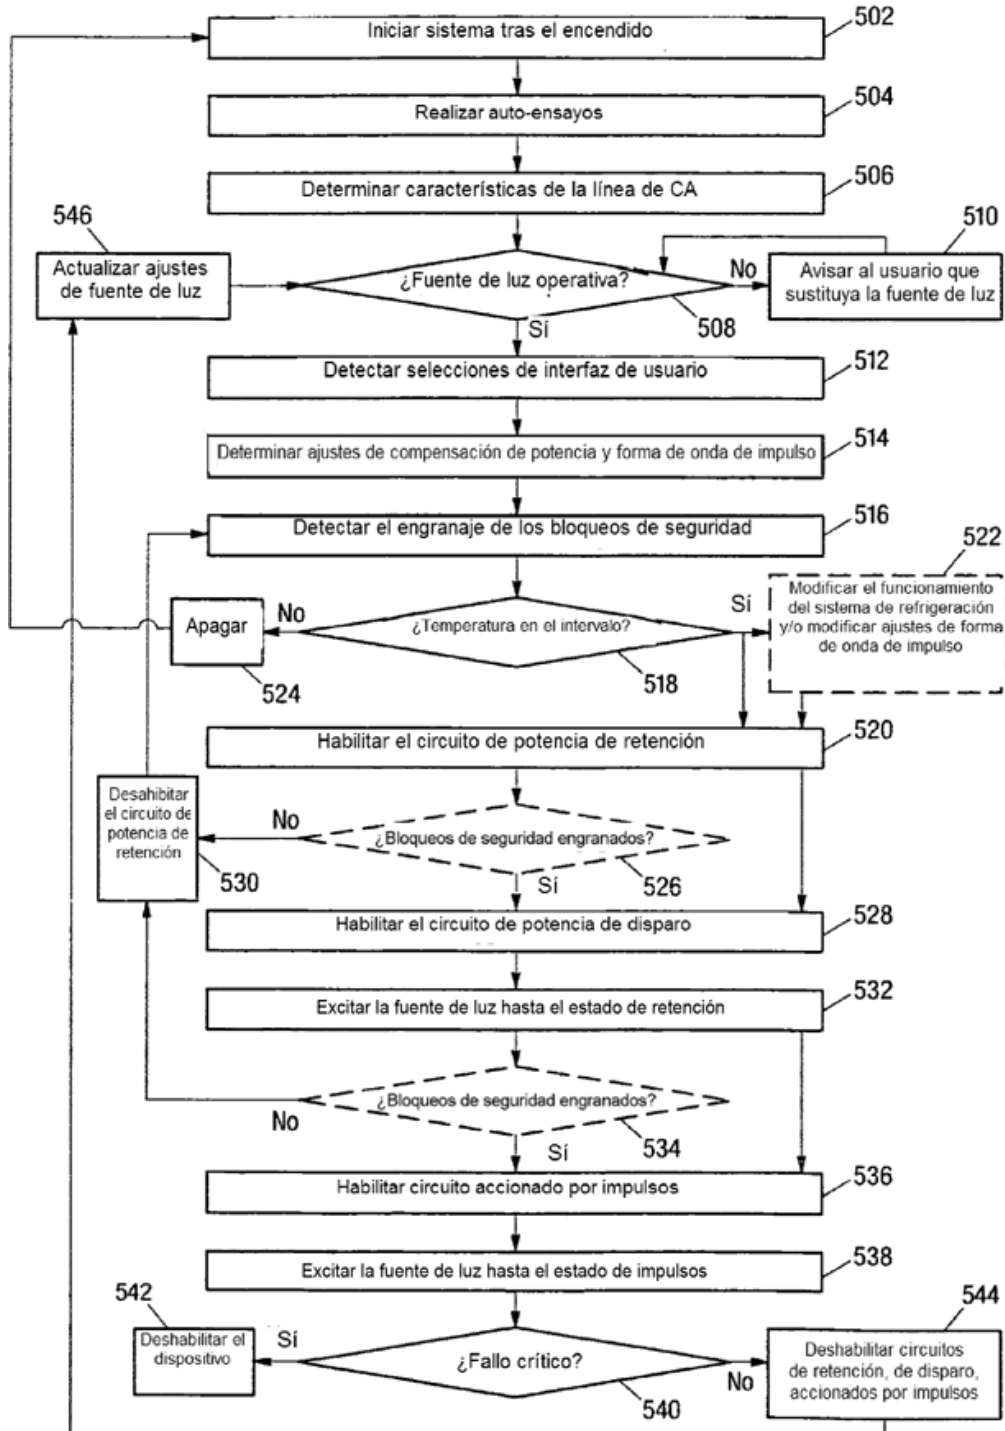 Iniciar sistema tras el encendido
502
Realizar auto-ensayos
504
Determinar características de la línea de CA
506
546
Actualizar ajustes
de fuente de luz
¿Fuente de luz operativa?
508
No
510
Avisar al usuario que
sustituya la fuente de luz
Sí
Detectar selecciones de interfaz de usuario
512
Determinar ajustes de compensación de potencia y forma de onda de impulso
514
Detectar el engranaje de los bloqueos de seguridad
516
522
Modificar el funcionamiento
del sistema de refrigeración
y/o modificar ajustes de forma
de onda de impulso
Sí
¿Temperatura en el intervalo?
518
No
Apagar
524
Habilitar el circuito de potencia de retención
520
Desahibitar
el circuito de
potencia de
retención
530
No
¿Bloqueos de seguridad engranados?
526
Sí
Habilitar el circuito de potencia de disparo
528
Excitar la fuente de luz hasta el estado de retención
532
¿Bloqueos de seguridad engranados?
534
No
Sí
Habilitar circuito accionado por impulsos
536
Excitar la fuente de luz hasta el estado de impulsos
538
542
Deshabilitar el
dispositivo
Sí
¿Fallo crítico?
540
No
544
Deshabilitar circuitos
de retención, de disparo,
accionados por impulsos